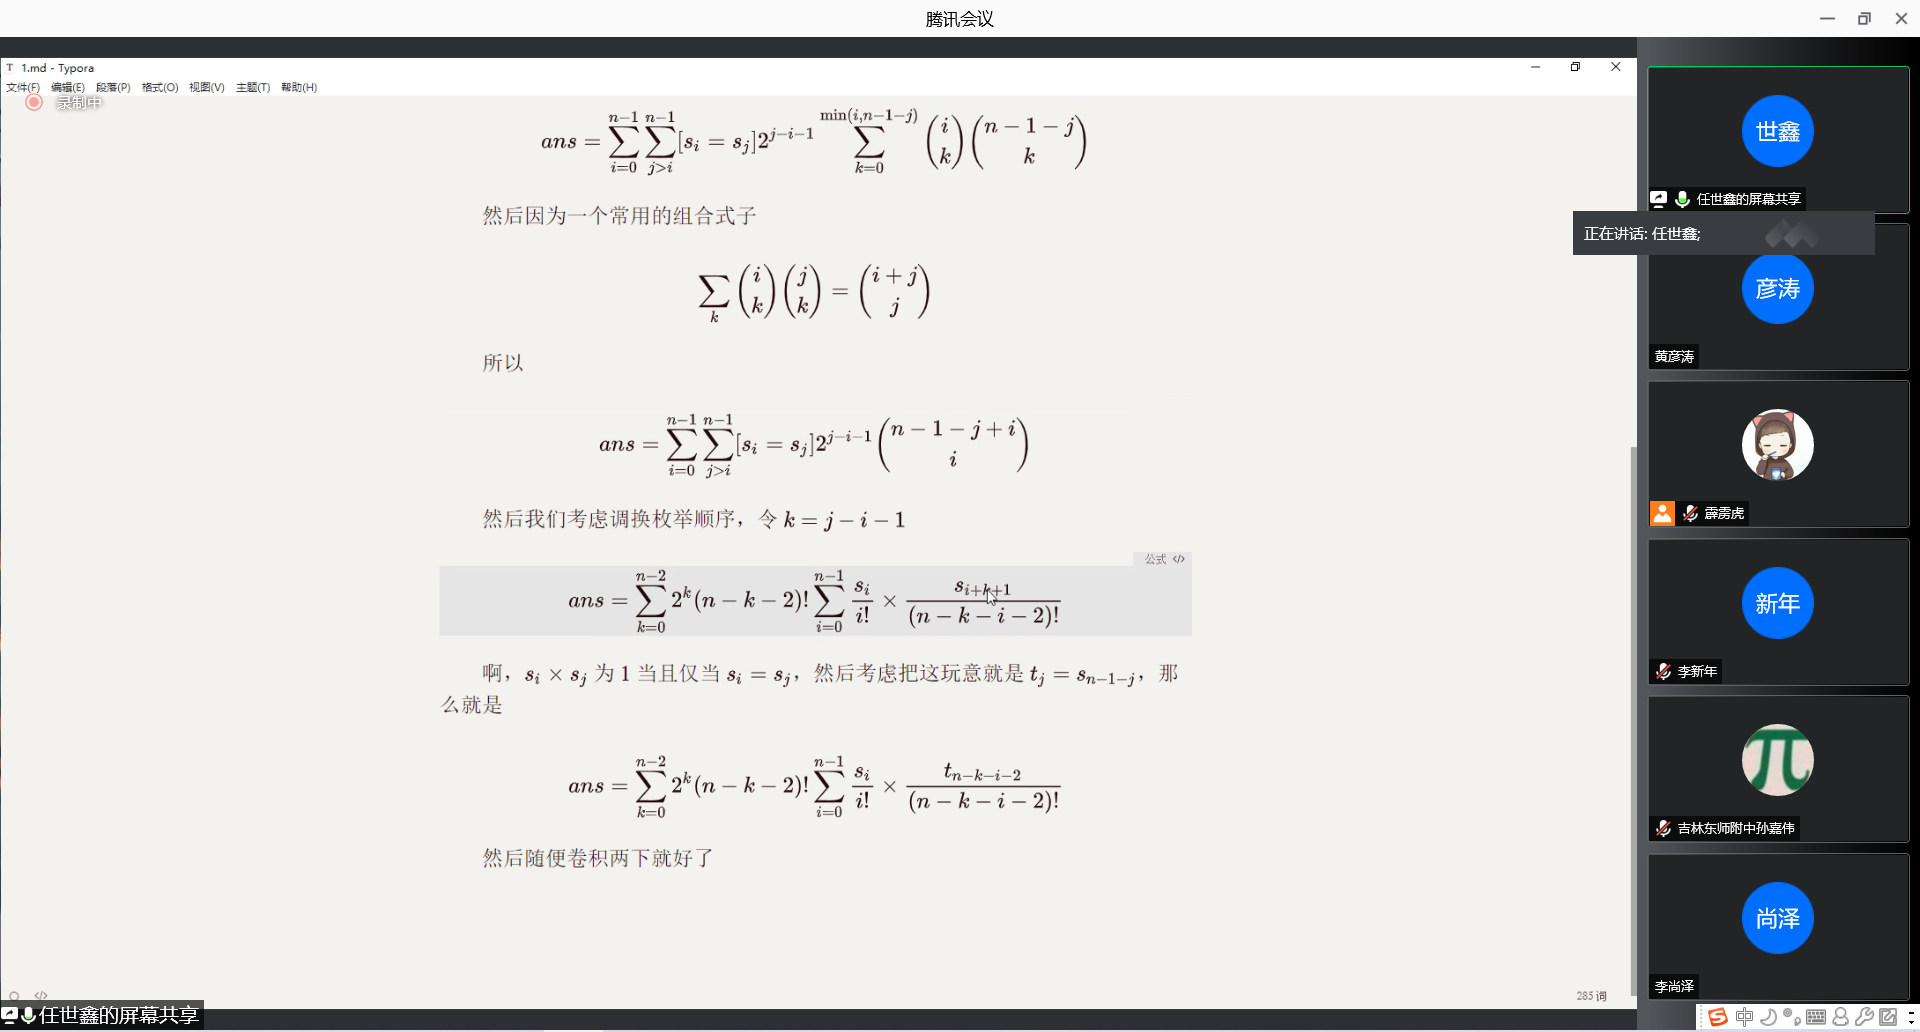 腾讯会议
1.md - Typora
文件(F) 编辑(E) 段落(P) 格式(O) 视图(V) 主题(T) 帮助(H)
录制中
ans = \sum_{i=0}^{n-1} \sum_{j>i}^{n-1} [s_i = s_j] 2^{j-i-1} \sum_{k=0}^{\min(i,n-1-j)} \binom{i}{k} \binom{n-1-j}{k}
然后因为一个常用的组合式子
\sum_k \binom{i}{k} \binom{j}{k} = \binom{i+j}{j}
所以
ans = \sum_{i=0}^{n-1} \sum_{j>i}^{n-1} [s_i = s_j] 2^{j-i-1} \binom{n-1-j+i}{i}
然后我们考虑调换枚举顺序，令 k = j - i - 1
公式 </>
ans = \sum_{k=0}^{n-2} 2^k (n-k-2)! \sum_{i=0}^{n-1} \frac{s_i}{i!} × \frac{s_{i+k+1}}{(n-k-i-2)!}
啊，s_i × s_j 为 1 当且仅当 s_i = s_j，然后考虑把这玩意就是 t_j = s_{n-1-j}，那
么就是
ans = \sum_{k=0}^{n-2} 2^k (n-k-2)! \sum_{i=0}^{n-1} \frac{s_i}{i!} × \frac{t_{n-k-i-2}}{(n-k-i-2)!}
然后随便卷积两下就好了
</>
285 词
任世鑫的屏幕共享
世鑫
任世鑫的屏幕共享
正在讲话: 任世鑫;
彦涛
黄彦涛
霹雳虎
新年
李新年
π
吉林东师附中孙嘉伟
尚泽
李尚泽
S 中